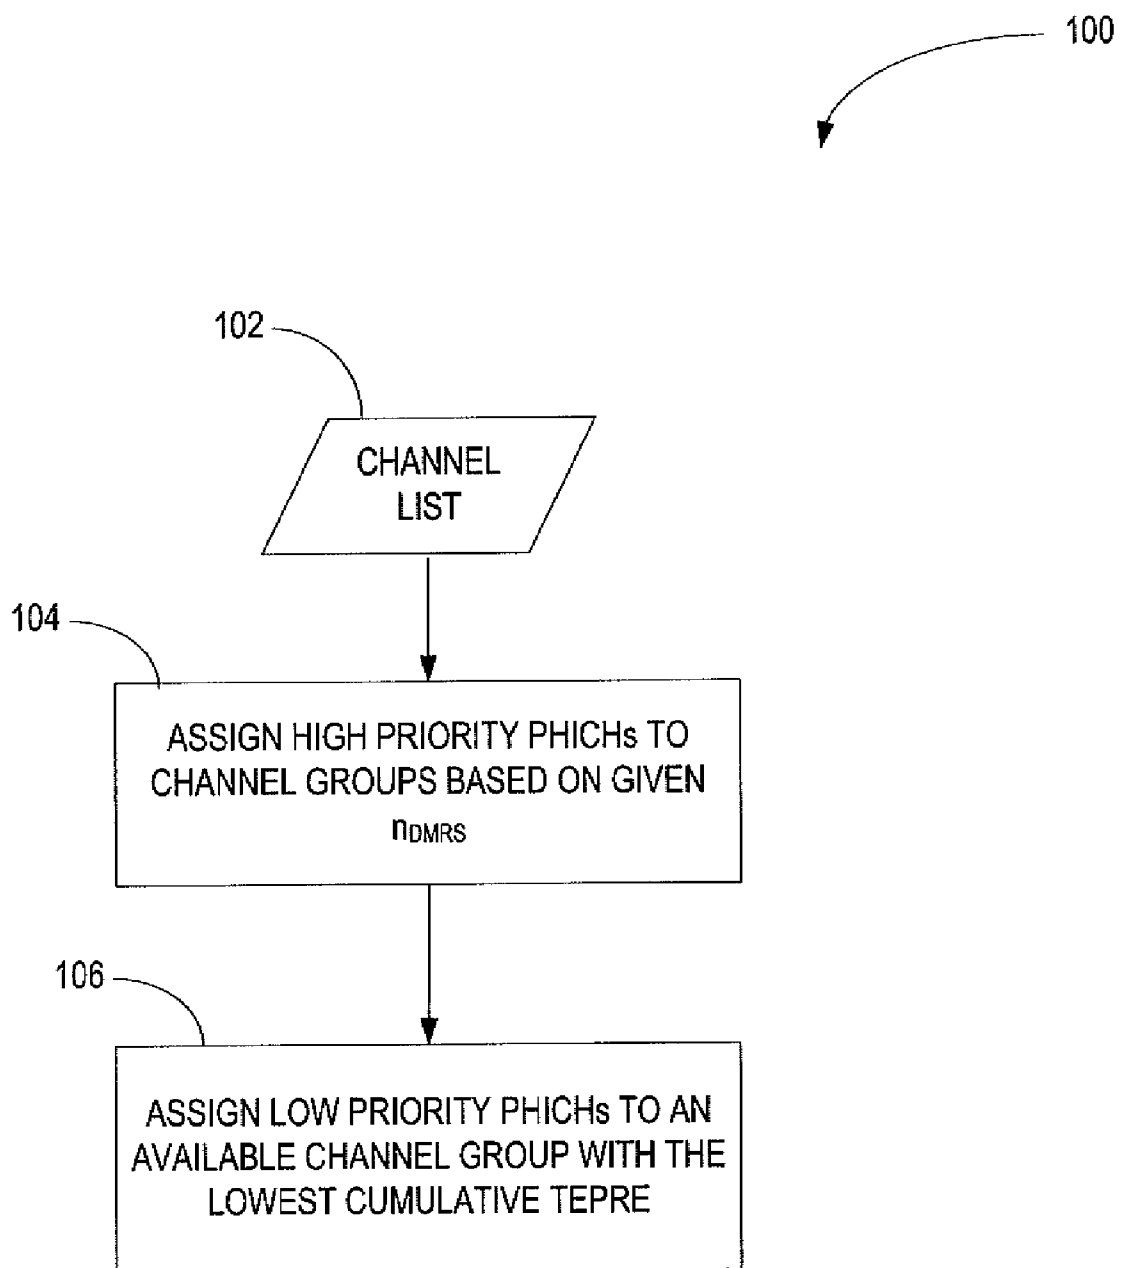 100
102
CHANNEL
LIST
104
ASSIGN HIGH PRIORITY PHICHs TO
CHANNEL GROUPS BASED ON GIVEN
nDMRS
106
ASSIGN LOW PRIORITY PHICHs TO AN
AVAILABLE CHANNEL GROUP WITH THE
LOWEST CUMULATIVE TEPRE